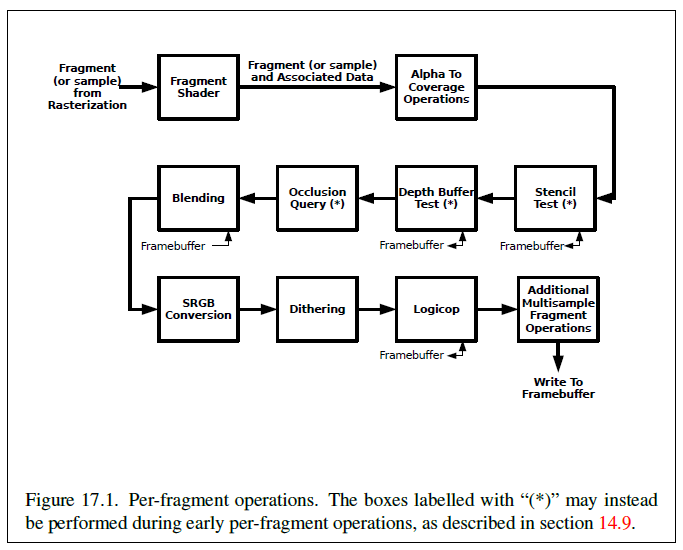 Fragment
(or sample)
from
Rasterization
Fragment
Shader
Fragment (or sample)
and Associated Data
Alpha To
Coverage
Operations
Blending
Occlusion
Query (*)
Depth Buffer
Test (*)
Stencil
Test (*)
Framebuffer
Framebuffer
Framebuffer
SRGB
Conversion
Dithering
Logicop
Additional
Multisample
Fragment
Operations
Framebuffer
Write To
Framebuffer
Figure 17.1. Per-fragment operations. The boxes labelled with “(*)” may instead
be performed during early per-fragment operations, as described in section 14.9.